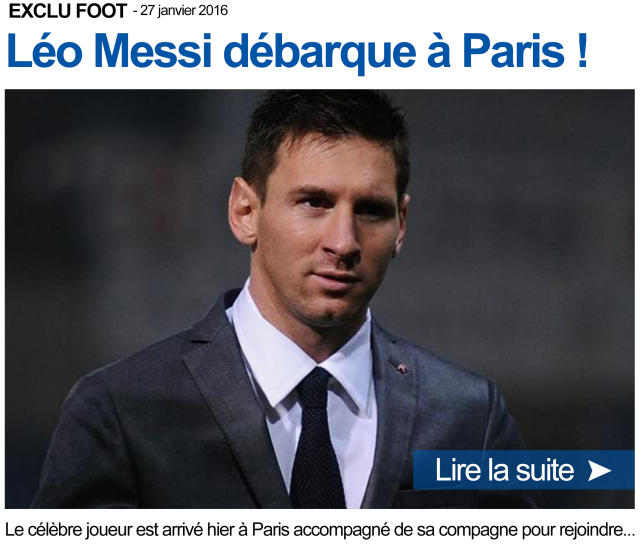 EXCLU FOOT - 27 janvier 2016
Léo Messi débarque à Paris !
Lire la suite ➤
Le célèbre joueur est arrivé hier à Paris accompagné de sa compagne pour rejoindre...